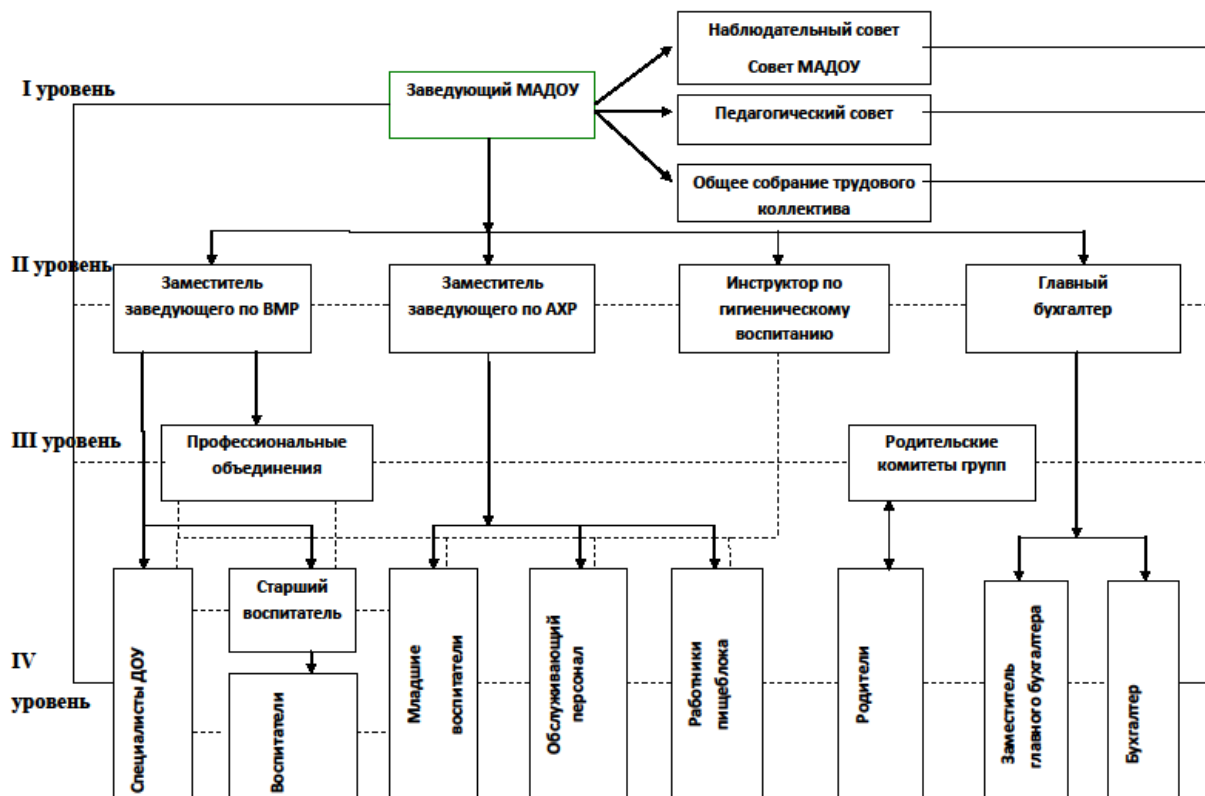 Наблюдательный совет
Совет МАДОУ
I уровень
Заведующий МАДОУ
Педагогический совет
Общее собрание трудового
коллектива
II уровень
Заместитель
заведующего по ВМР
Заместитель
заведующего по АХР
Инструктор по
гигиеническому
воспитанию
Главный
бухгалтер
III уровень
Профессиональные
объединения
Родительские
комитеты групп
IV
уровень
Специалисты ДОУ
Старший
воспитатель
Воспитатели
Младшие
воспитатели
Обслуживающий
персонал
Работники
пищеблока
Родители
Заместитель
главного бухгалтера
Бухгалтер